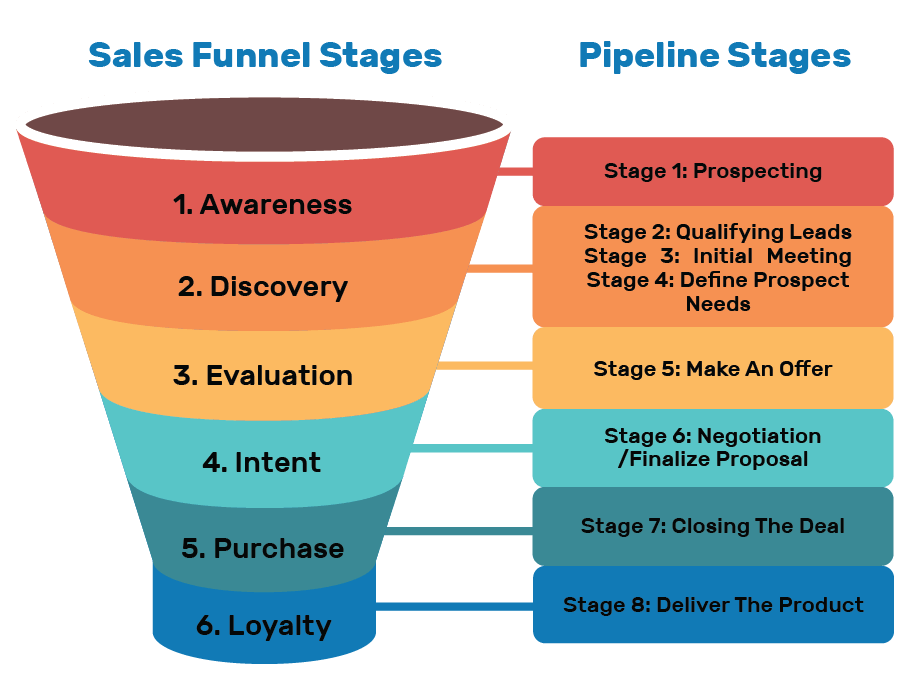 Sales Funnel Stages
Pipeline Stages
1. Awareness
Stage 1: Prospecting
2. Discovery
Stage 2: Qualifying Leads
Stage 3: Initial Meeting
Stage 4: Define Prospect
Needs
3. Evaluation
Stage 5: Make An Offer
4. Intent
Stage 6: Negotiation
/Finalize Proposal
5. Purchase
Stage 7: Closing The Deal
6. Loyalty
Stage 8: Deliver The Product